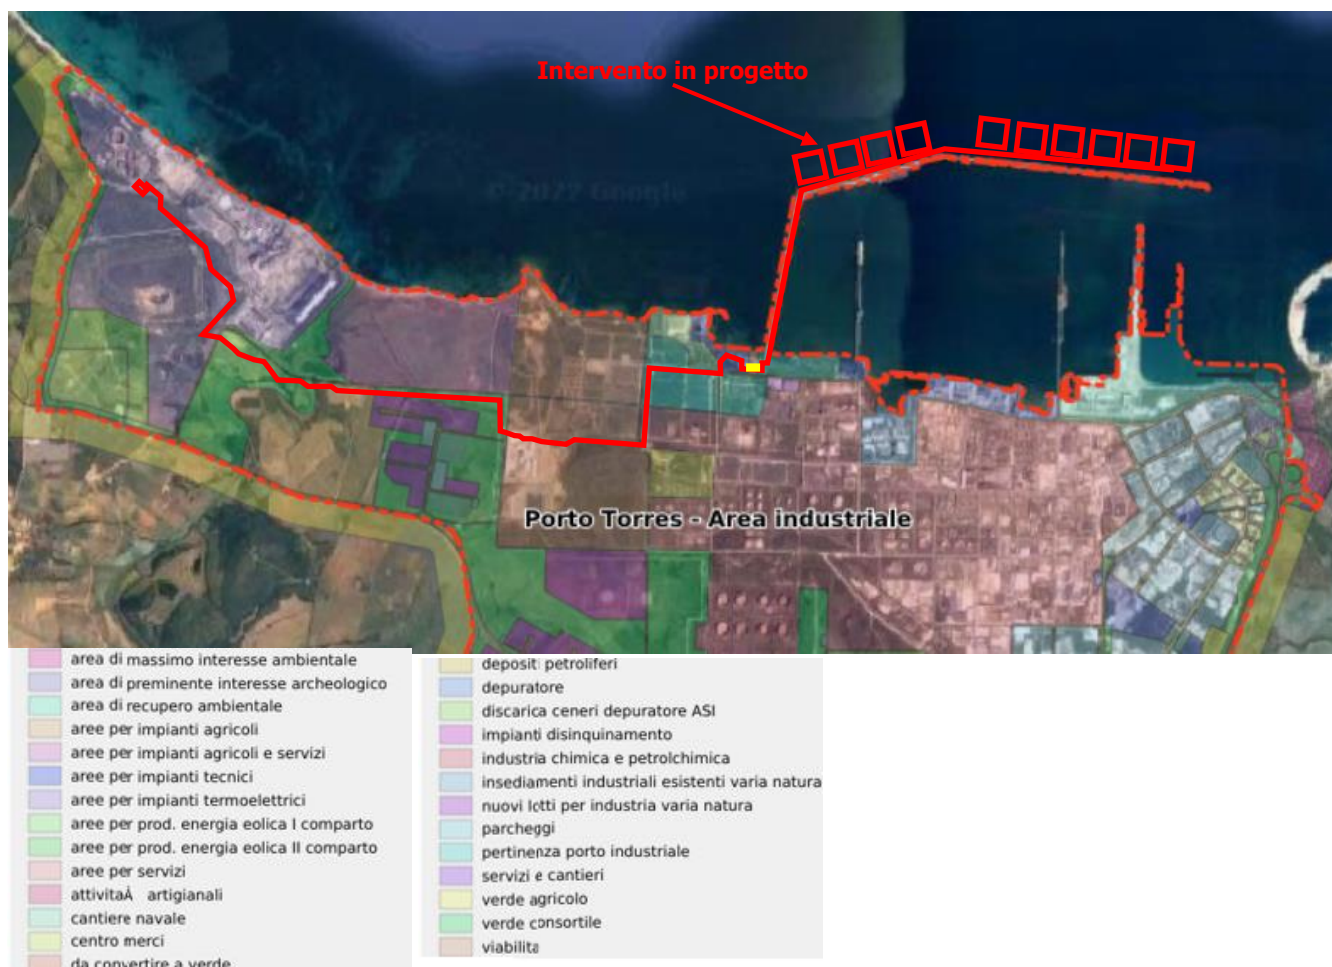 Intervento in progetto
© 2022 Google
Porto Torres - Area industriale
area di massimo interesse ambientale
area di preminente interesse archeologico
area di recupero ambientale
aree per impianti agricoli
aree per impianti agricoli e servizi
aree per impianti tecnici
aree per impianti termoelettrici
aree per prod. energia eolica I comparto
aree per prod. energia eolica II comparto
aree per servizi
attivitaÀ artigianali
cantiere navale
centro merci
da convertire a verde
depositi petroliferi
depuratore
discarica ceneri depuratore ASI
impianti disinquinamento
industria chimica e petrolchimica
insediamenti industriali esistenti varia natura
nuovi lotti per industria varia natura
parcheggi
pertinenza porto industriale
servizi e cantieri
verde agricolo
verde consortile
viabilita